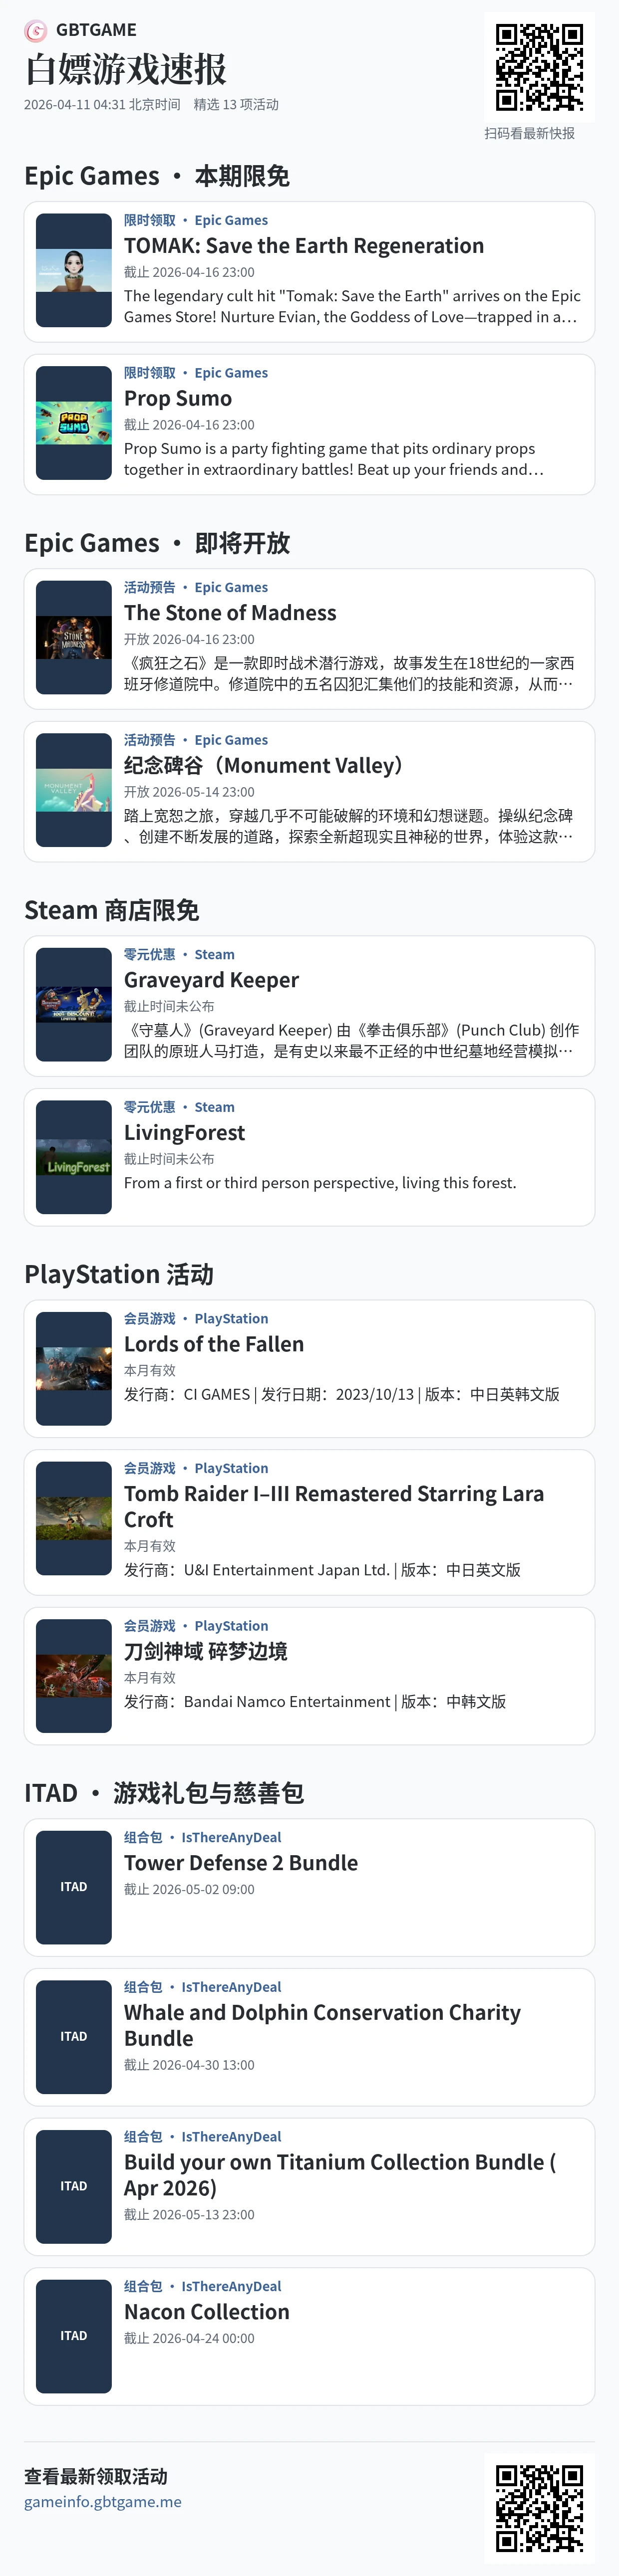 GBTGAME
白嫖游戏速报
2026-04-11 04:31 北京时间 精选 13 项活动
扫码看最新快报
Epic Games · 本期限免
限时领取 · Epic Games
TOMAK: Save the Earth Regeneration
截止 2026-04-16 23:00
The legendary cult hit "Tomak: Save the Earth" arrives on the Epic
Games Store! Nurture Evian, the Goddess of Love—trapped in a…
PROP SUMO
限时领取 · Epic Games
Prop Sumo
截止 2026-04-16 23:00
Prop Sumo is a party fighting game that pits ordinary props
together in extraordinary battles! Beat up your friends and…
Epic Games · 即将开放
STONE MADNESS
活动预告 · Epic Games
The Stone of Madness
开放 2026-04-16 23:00
《疯狂之石》是一款即时战术潜行游戏，故事发生在18世纪的一家西
班牙修道院中。修道院中的五名囚犯汇集他们的技能和资源，从而…
MONUMENT VALLEY
活动预告 · Epic Games
纪念碑谷（Monument Valley）
开放 2026-05-14 23:00
踏上宽恕之旅，穿越几乎不可能破解的环境和幻想谜题。操纵纪念碑
、创建不断发展的道路，探索全新超现实且神秘的世界，体验这款…
Steam 商店限免
100% DISCOUNT!
LIMITED TIME
零元优惠 · Steam
Graveyard Keeper
截止时间未公布
《守墓人》(Graveyard Keeper) 由《拳击俱乐部》(Punch Club) 创作
团队的原班人马打造，是有史以来最不正经的中世纪墓地经营模拟…
LivingForest
零元优惠 · Steam
LivingForest
截止时间未公布
From a first or third person perspective, living this forest.
PlayStation 活动
会员游戏 · PlayStation
Lords of the Fallen
本月有效
发行商：CI GAMES | 发行日期：2023/10/13 | 版本：中日英韩文版
会员游戏 · PlayStation
Tomb Raider I–III Remastered Starring Lara
Croft
本月有效
发行商：U&I Entertainment Japan Ltd. | 版本：中日英文版
会员游戏 · PlayStation
刀剑神域 碎梦边境
本月有效
发行商：Bandai Namco Entertainment | 版本：中韩文版
ITAD · 游戏礼包与慈善包
ITAD
组合包 · IsThereAnyDeal
Tower Defense 2 Bundle
截止 2026-05-02 09:00
ITAD
组合包 · IsThereAnyDeal
Whale and Dolphin Conservation Charity
Bundle
截止 2026-04-30 13:00
ITAD
组合包 · IsThereAnyDeal
Build your own Titanium Collection Bundle (
Apr 2026)
截止 2026-05-13 23:00
ITAD
组合包 · IsThereAnyDeal
Nacon Collection
截止 2026-04-24 00:00
查看最新领取活动
gameinfo.gbtgame.me